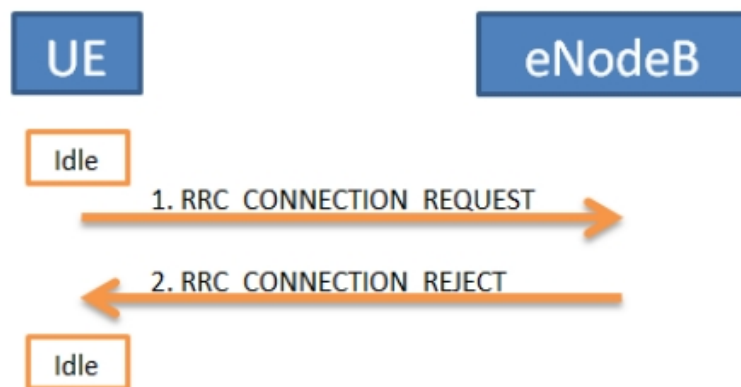 UE
eNodeB
Idle
1. RRC CONNECTION REQUEST
2. RRC CONNECTION REJECT
Idle